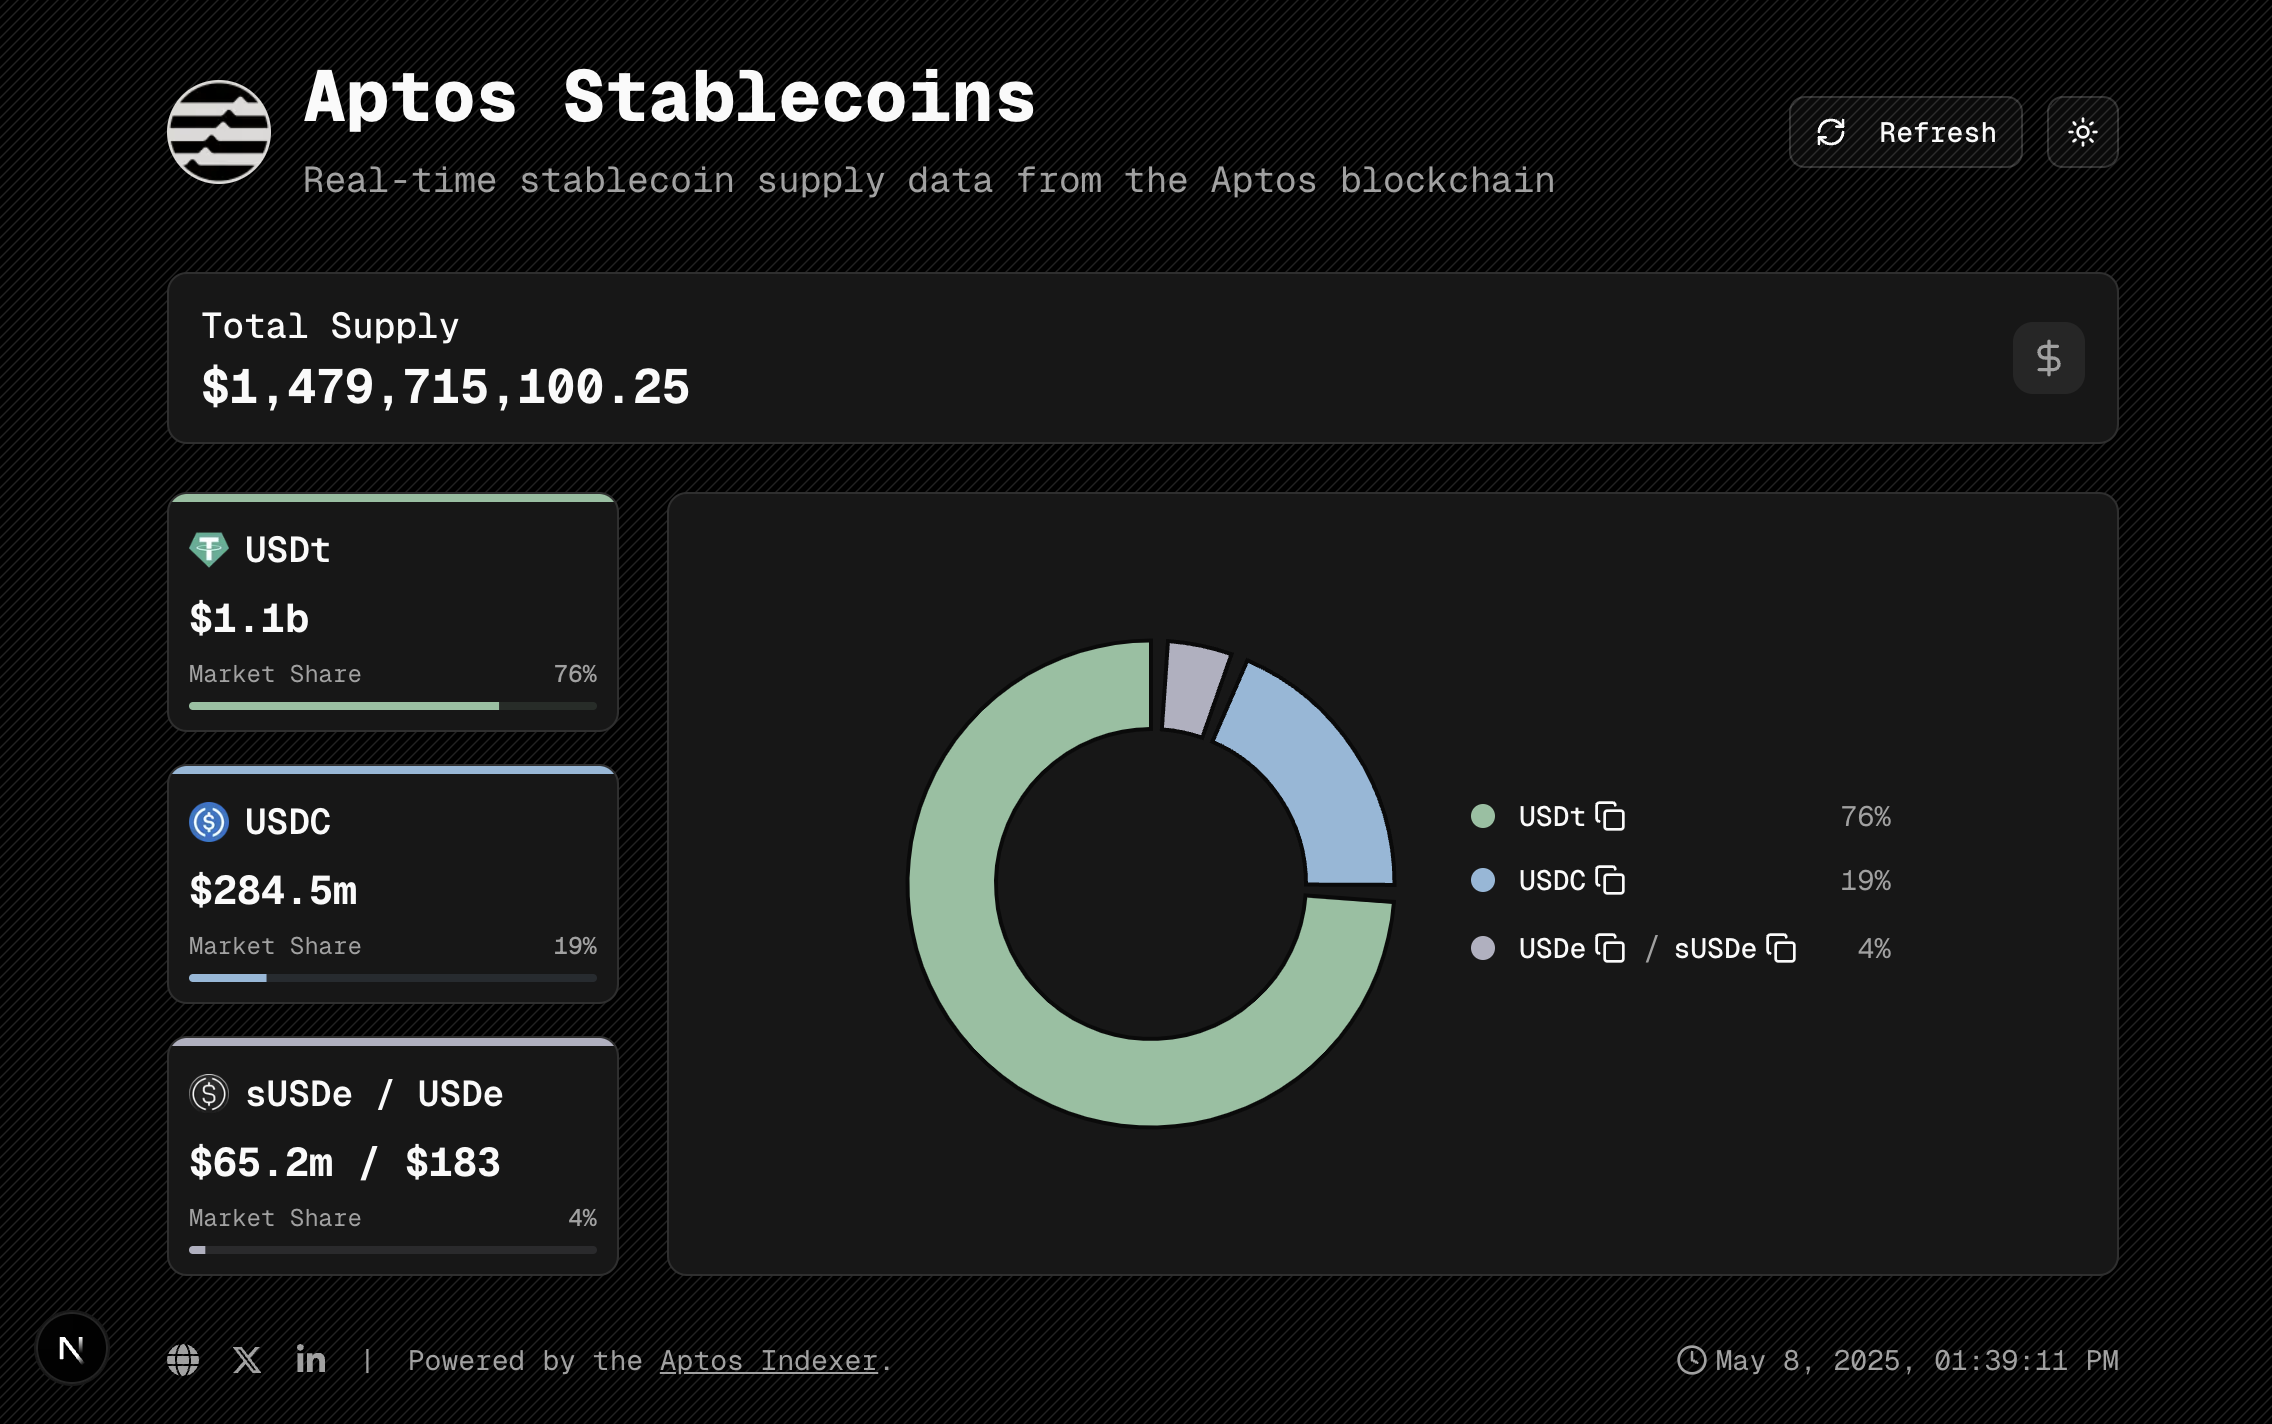 Aptos Stablecoins
Real-time stablecoin supply data from the Aptos blockchain
Refresh
Total Supply
$1,479,715,100.25
$
USDt
$1.1b
Market Share 76%
USDC
$284.5m
Market Share 19%
sUSDe / USDe
$65.2m / $183
Market Share 4%
USDt 76%
USDC 19%
USDe / sUSDe 4%
N
X in | Powered by the Aptos Indexer.
May 8, 2025, 01:39:11 PM